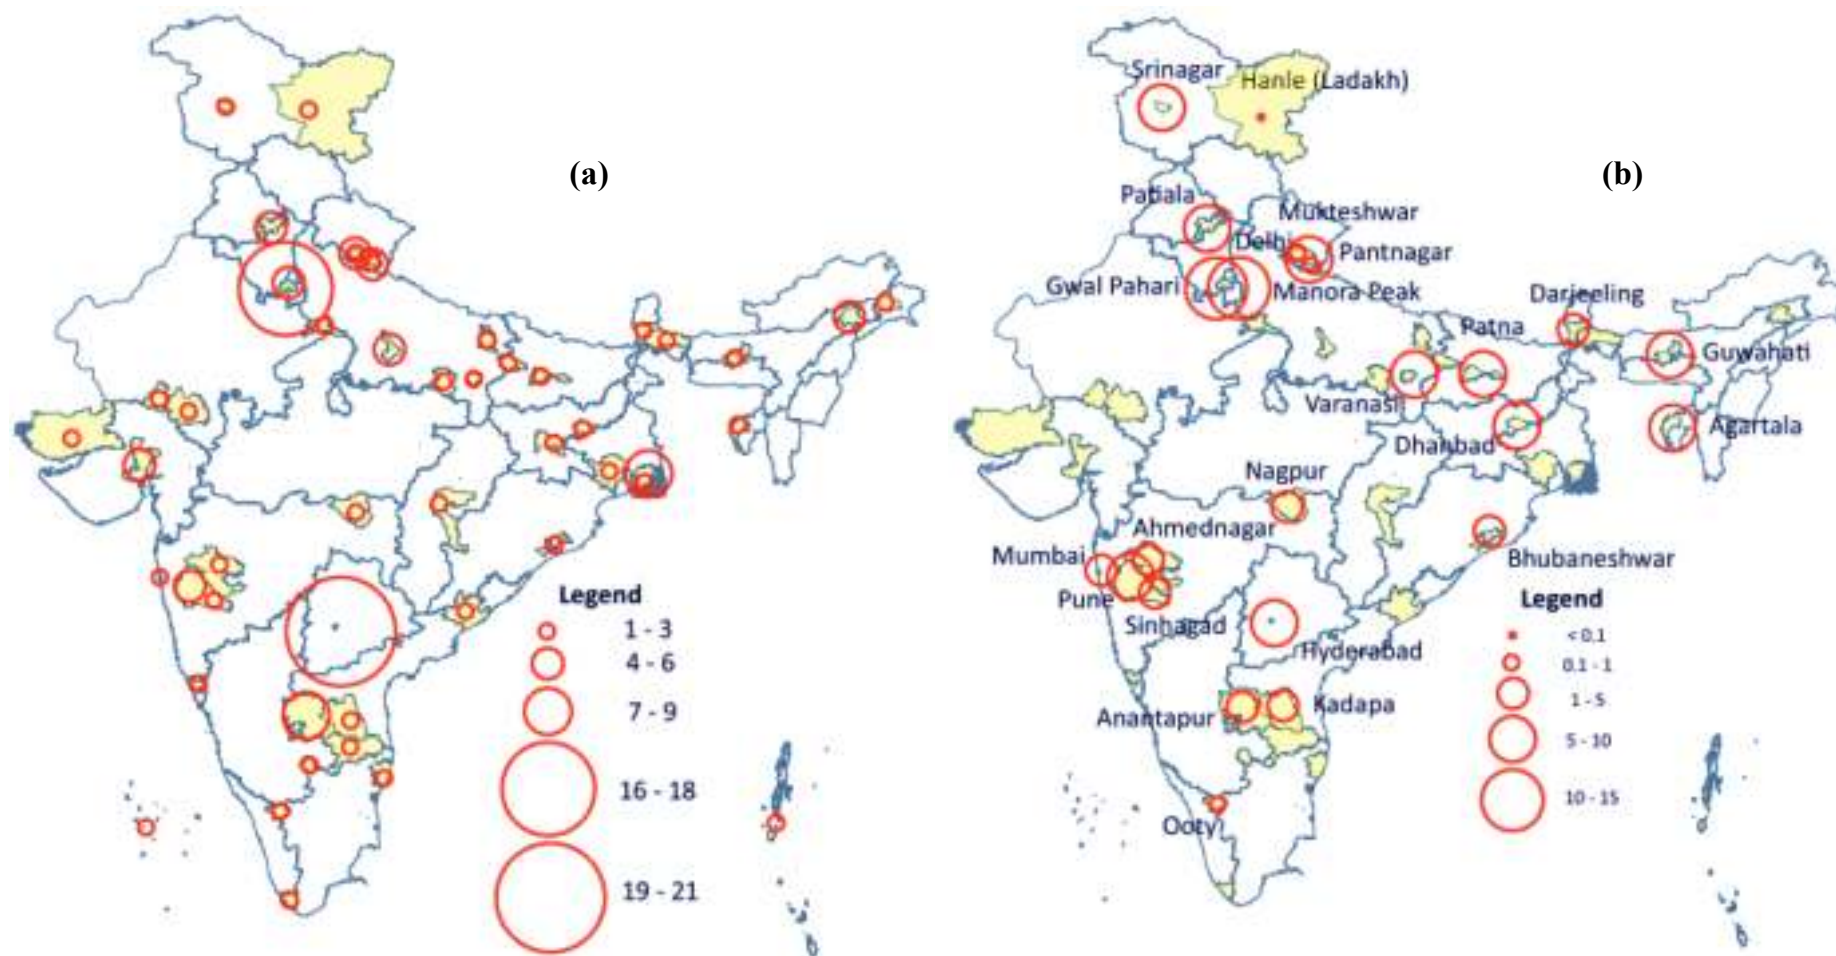 (a)
Legend
1 - 3
4 - 6
7 - 9
16 - 18
19 - 21
(b)
Srinagar
Hanle (Ladakh)
Patiala
Mukteshwar
Delhi
Pantnagar
Gwal Pahari
Manora Peak
Darjeeling
Patna
Guwahati
Varanasi
Agartala
Dhanbad
Nagpur
Ahmednagar
Mumbai
Bhubaneshwar
Pune
Sinhagad
Hyderabad
Anantapur
Kadapa
Ooty
Legend
< 0.1
0.1 - 1
1 - 5
5 - 10
10 - 15